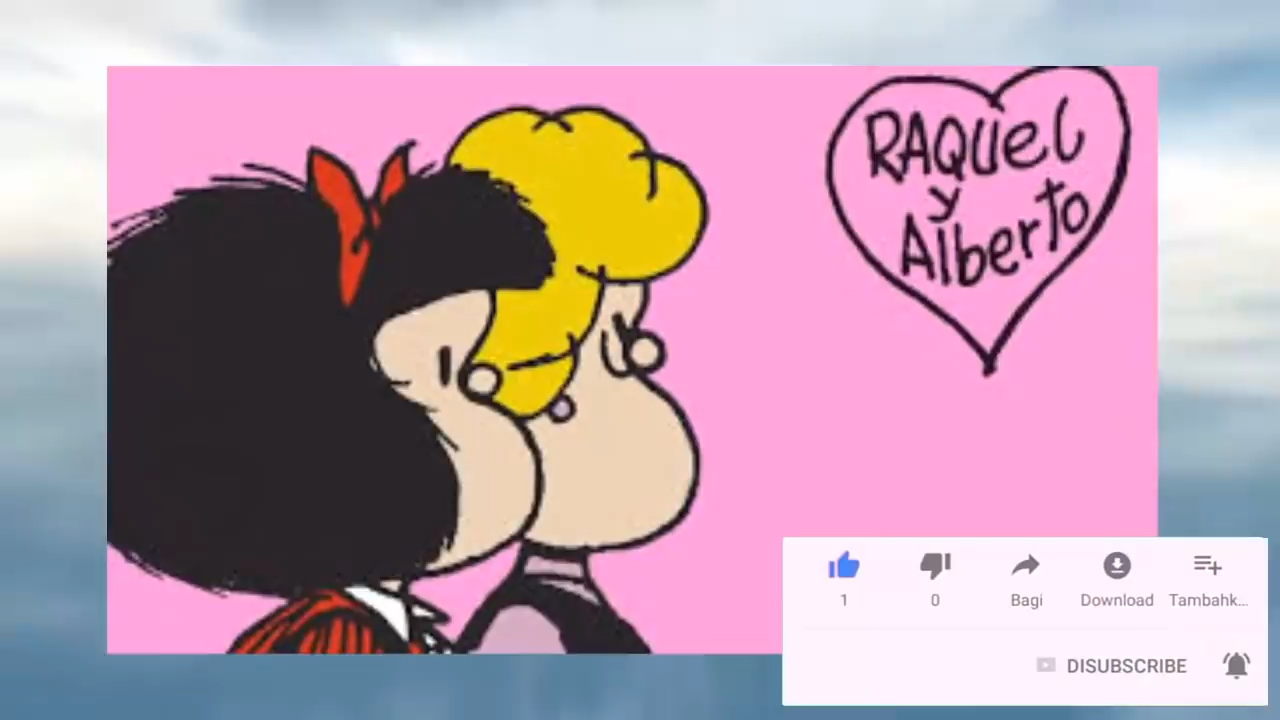 RAQUEL
y
Alberto
1
0
Bagi
Download
Tambahk...
DISUBSCRIBE